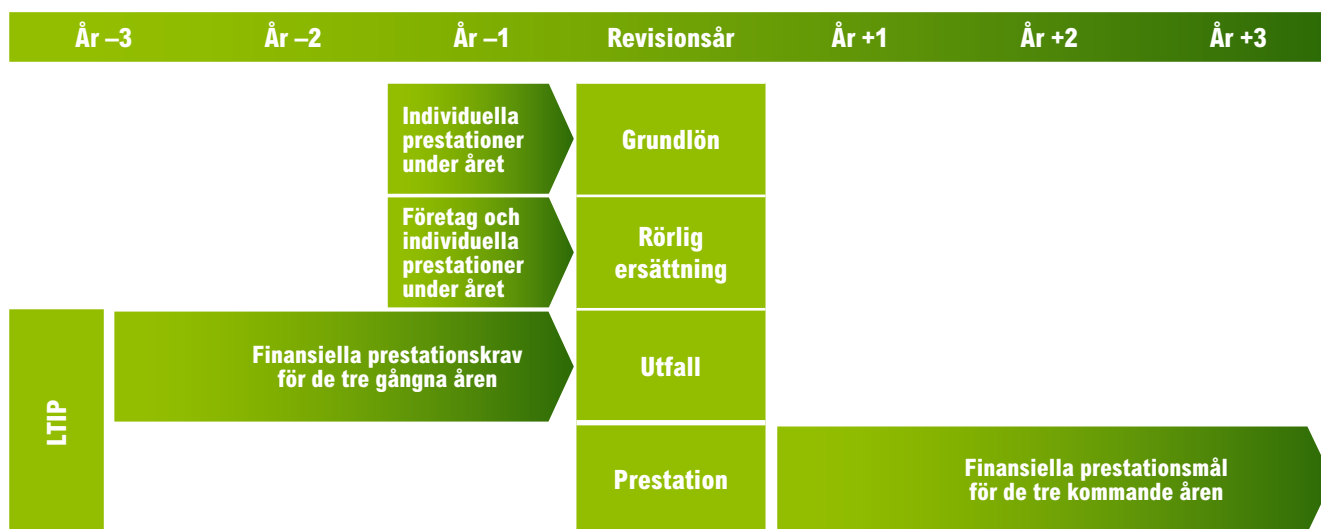 År –3 År –2 År –1 Revisionsår År +1 År +2 År +3
Individuella
prestationer
under året
Grundlön
Företag och
individuella
prestationer
under året
Rörlig
ersättning
LTIP
Finansiella prestationskrav
för de tre gångna åren
Utfall
Prestation
Finansiella prestationsmål
för de tre kommande åren